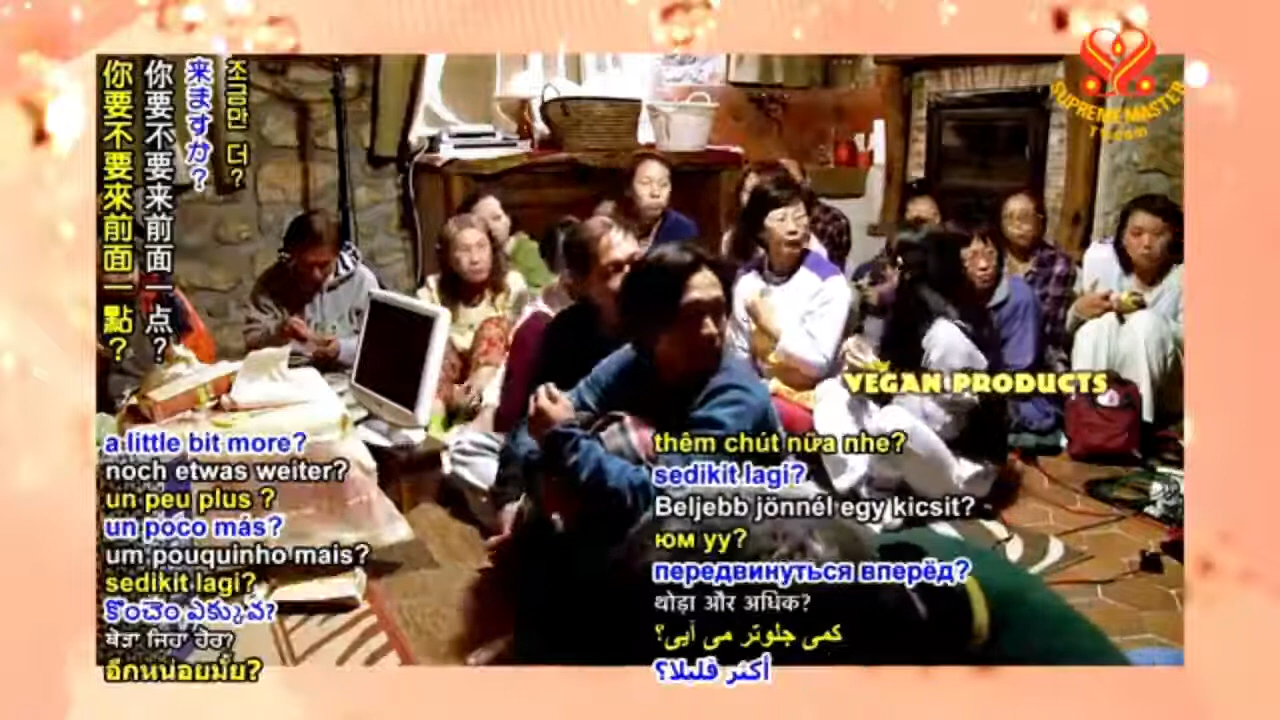 你要不要來前面一點？
你要不要来前面一点？
来ますか？
조금만 더？
SUPREME MASTER
VEGAN PRODUCTS
a little bit more?
noch etwas weiter?
un peu plus ?
un poco más?
um pouquinho mais?
sedikit lagi?
కొంచెం ఎక్కువ?
ਥੋੜਾ ਜਿਹਾ ਹੋਰ?
อีกหน่อยมั้ย?
thêm chút nữa nhe?
sedikit lagi?
Beljebb jönnél egy kicsit?
юм уу?
передвинуться вперёд?
थोड़ा और अधिक?
کمی جلوتر می آیی؟
أكثر قليلا؟